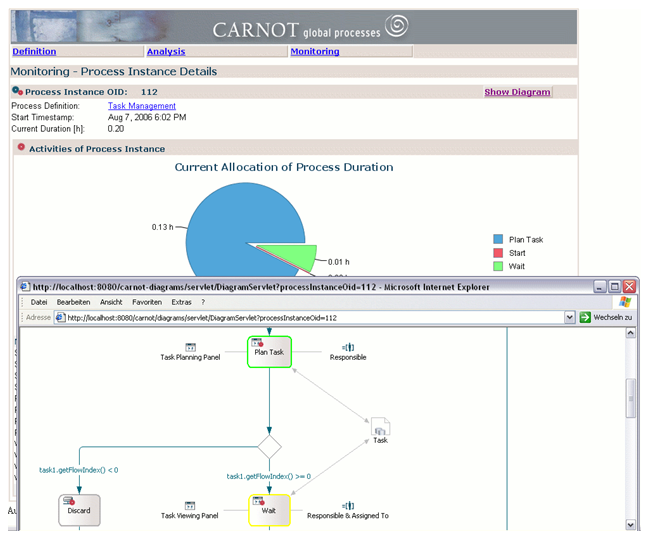 CARNOT global processes
Definition Analysis Monitoring
Monitoring - Process Instance Details
Process Instance OID: 112 Show Diagram
Process Definition: Task Management
Start Timestamp: Aug 7, 2006 6:02 PM
Current Duration [h]: 0.20
Activities of Process Instance
Current Allocation of Process Duration
0.13 h
0.01 h
Plan Task
Start
Wait
http://localhost:8080/carnot-diagrams/servlet/DiagramServlet?processInstanceOid=112 - Microsoft Internet Explorer
Datei Bearbeiten Ansicht Favoriten Extras ?
Adresse http://localhost:8080/carnot/diagrams/servlet/DiagramServlet?processInstanceOid=112 Wechseln zu
Task Planning Panel
Plan Task
Responsible
Task
task1.getFlowIndex() < 0
task1.getFlowIndex() >= 0
Discard
Task Viewing Panel
Wait
Responsible & Assigned To